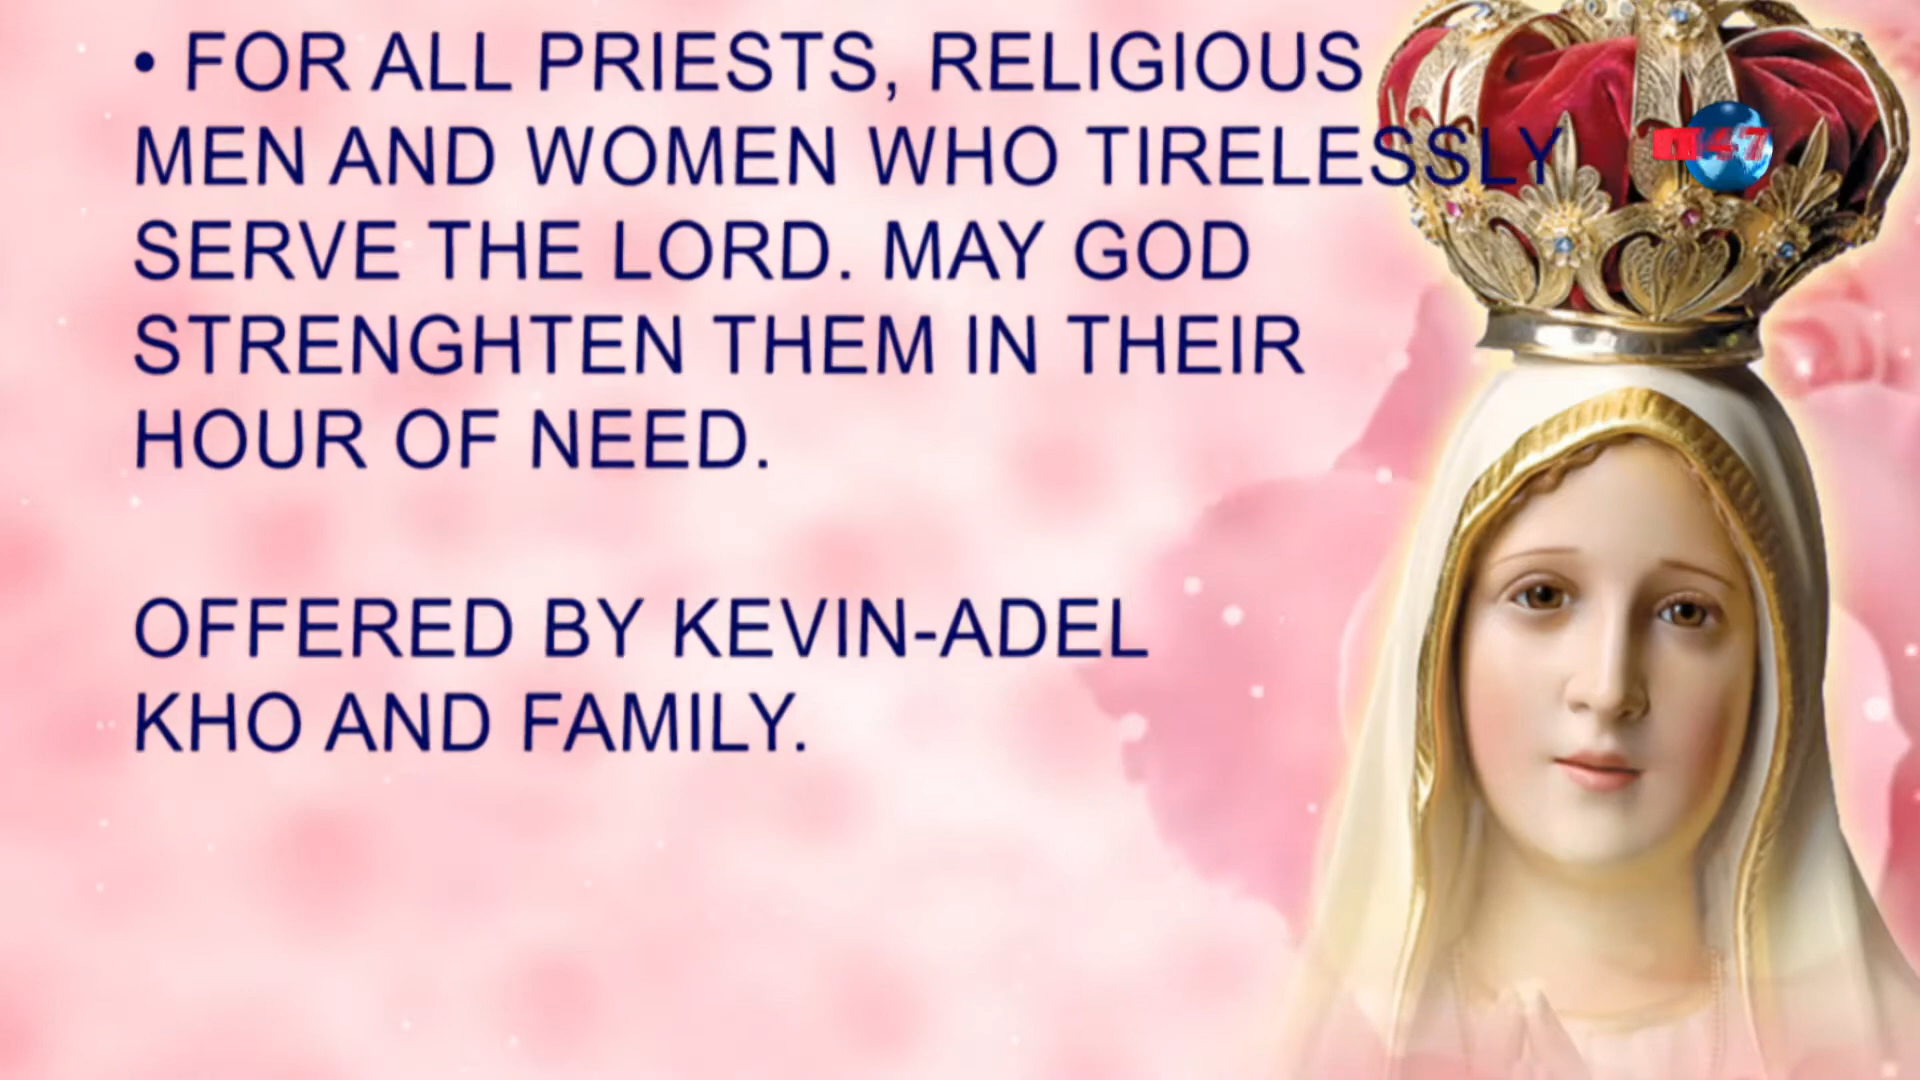 • FOR ALL PRIESTS, RELIGIOUS
MEN AND WOMEN WHO TIRELESSLY
SERVE THE LORD. MAY GOD
STRENGHTEN THEM IN THEIR
HOUR OF NEED.
OFFERED BY KEVIN-ADEL
KHO AND FAMILY.